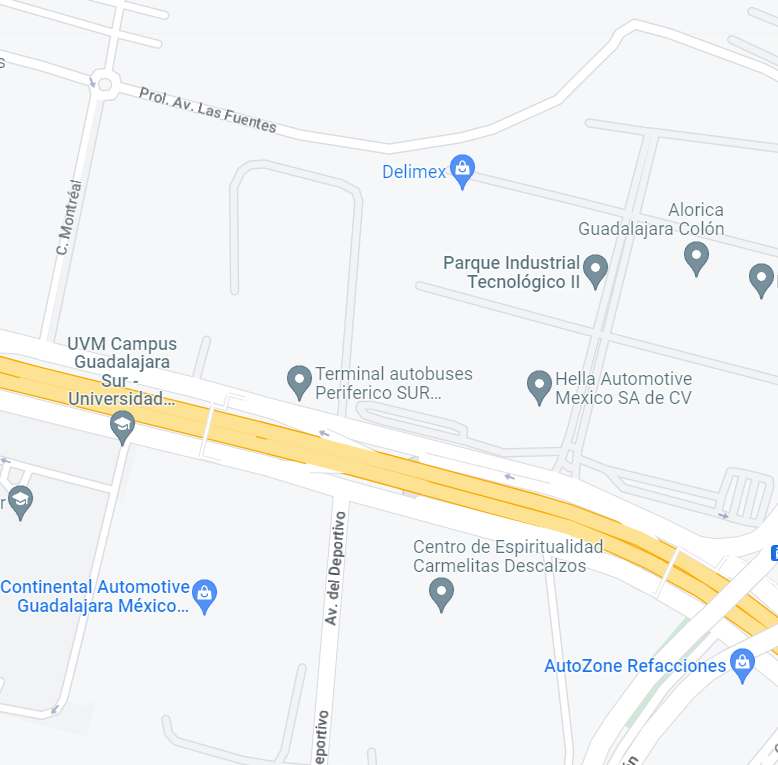 s
Prol. Av. Las Fuentes
C. Montréal
Delimex
Alorica
Guadalajara Colón
Parque Industrial
Tecnológico II
UVM Campus
Guadalajara
Sur -
Universidad...
Terminal autobuses
Periferico SUR...
Hella Automotive
Mexico SA de CV
r
Av. del Deportivo
Centro de Espiritualidad
Carmelitas Descalzos
Continental Automotive
Guadalajara México...
AutoZone Refacciones
eportivo
ón